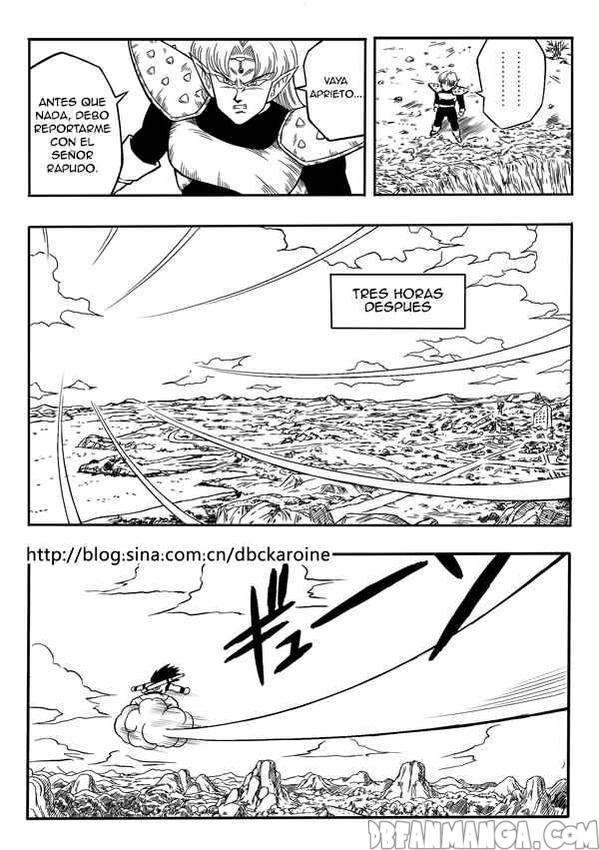 ............
VAYA
APRIETO...
ANTES QUE
NADA, DEBO
REPORTARME
CON EL
SEÑOR
RAPUDO.
TRES HORAS
DESPUES
http://blog.sina.com.cn/dbckaroine
ギューン
DBFANMANGA.COM